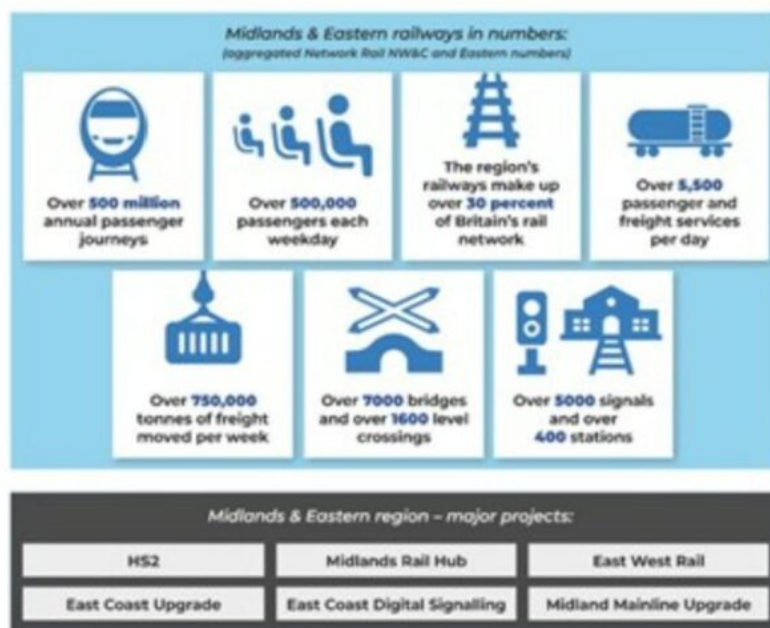 Midlands & Eastern railways in numbers:
(aggregated Network Rail NW&C and Eastern numbers)
Over 500 million
annual passenger
journeys
Over 500,000
passengers each
weekday
The region's
railways make up
over 30 percent
of Britain's rail
network
Over 5,500
passenger and
freight services
per day
Over 750,000
tonnes of freight
moved per week
Over 7000 bridges
and over 1600 level
crossings
Over 5000 signals
and over
400 stations
Midlands & Eastern region – major projects:
HS2
Midlands Rail Hub
East West Rail
East Coast Upgrade
East Coast Digital Signalling
Midland Mainline Upgrade